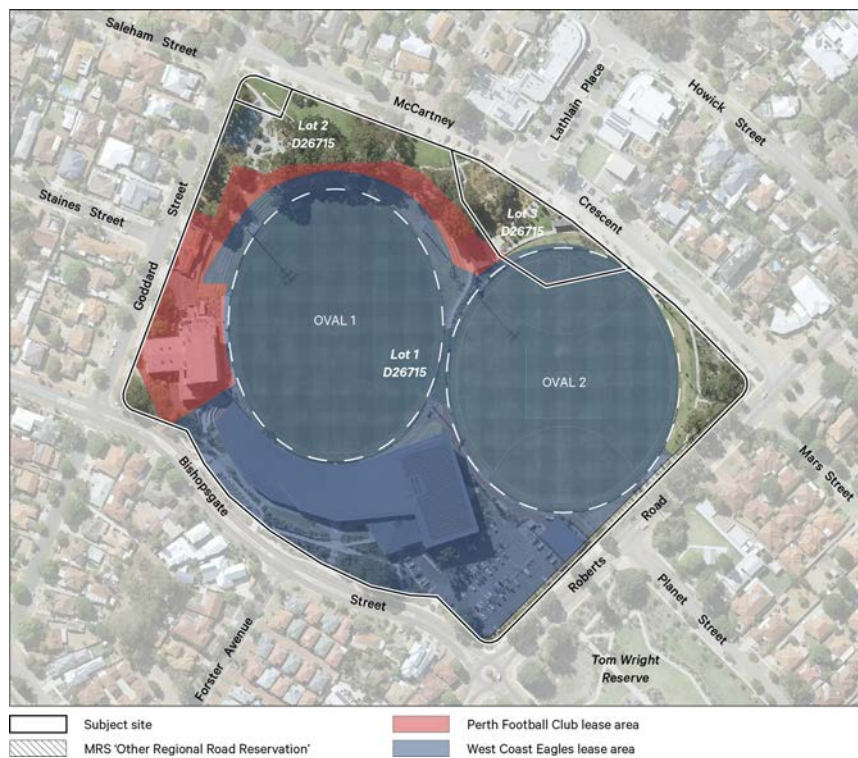 Saleham Street
McCartney
Lathlain Place
Howick Street
Lot 2
D26715
Staines Street
Street
Goddard
Lot 3
D26715
Crescent
OVAL 1
Lot 1
D26715
OVAL 2
Mars Street
Bishopsgate
Street
Road
Roberts
Planet Street
Forster Avenue
Tom Wright
Reserve
Subject site
Perth Football Club lease area
MRS 'Other Regional Road Reservation'
West Coast Eagles lease area